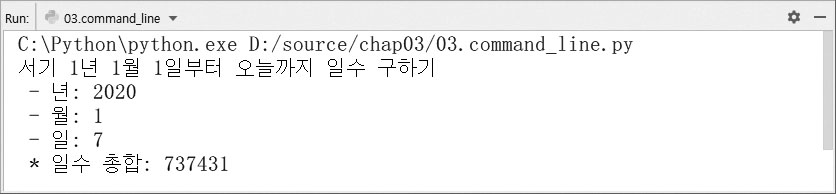 Run: 03.command_line
C:\Python\python.exe D:/source/chap03/03.command_line.py
서기 1년 1월 1일부터 오늘까지 일수 구하기
- 년: 2020
- 월: 1
- 일: 7
* 일수 총합: 737431